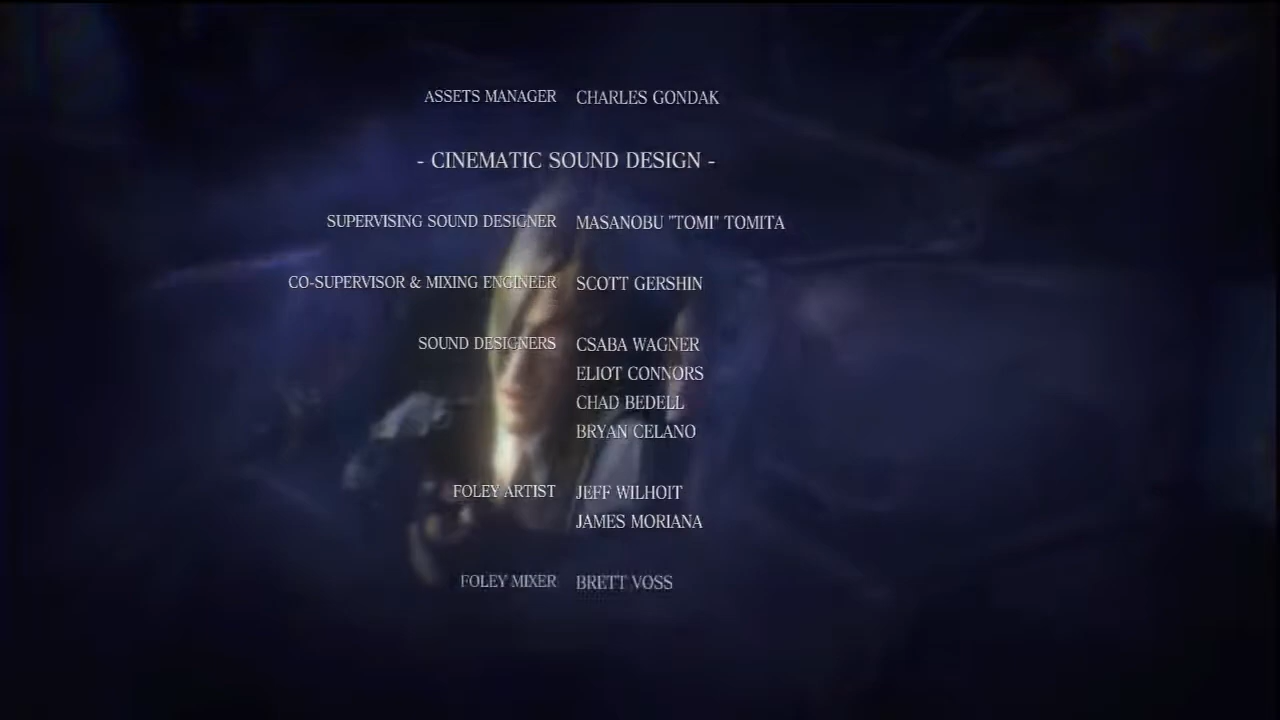 ASSETS MANAGER CHARLES GONDAK
- CINEMATIC SOUND DESIGN -
SUPERVISING SOUND DESIGNER MASANOBU "TOMI" TOMITA
CO-SUPERVISOR & MIXING ENGINEER SCOTT GERSHIN
SOUND DESIGNERS CSABA WAGNER
ELIOT CONNORS
CHAD BEDELL
BRYAN CELANO
FOLEY ARTIST JEFF WILHOIT
JAMES MORIANA
FOLEY MIXER BRETT VOSS